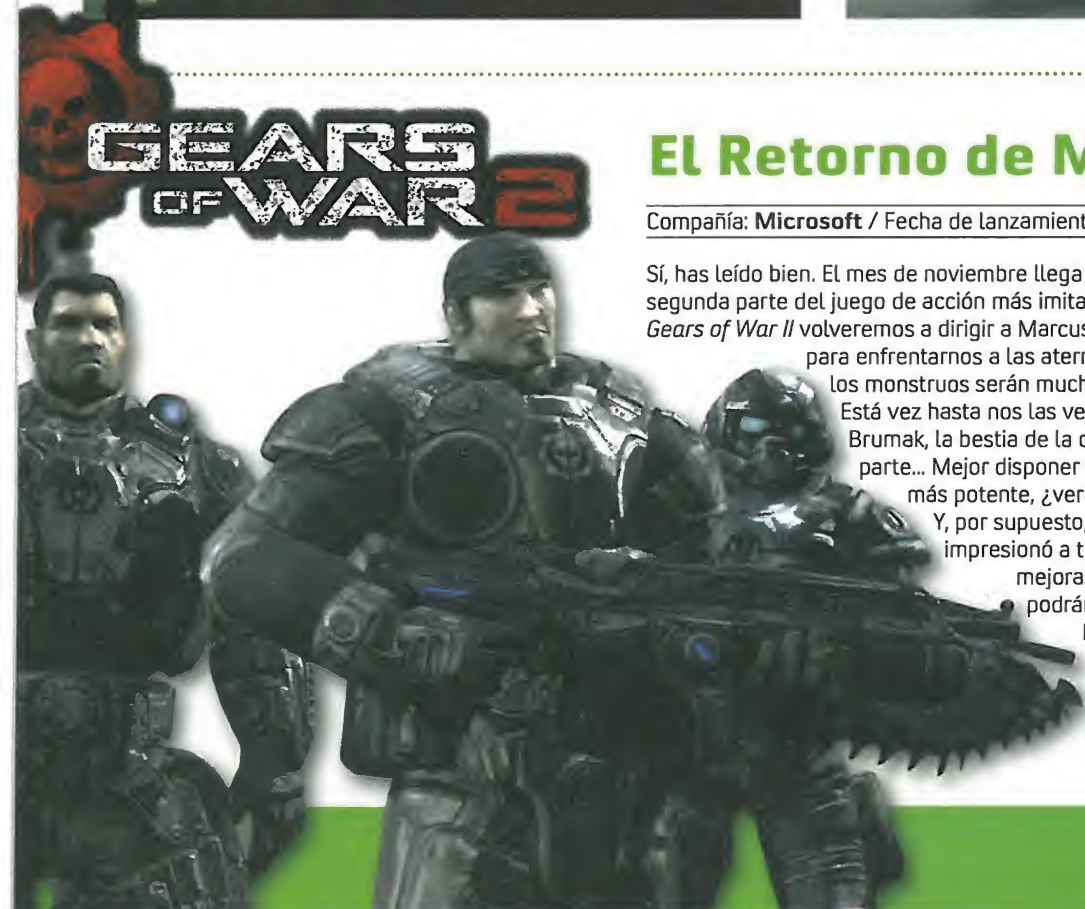 GEARS
OF WAR 2
El Retorno de M
Compañía: Microsoft / Fecha de lanzamient
Sí, has leído bien. El mes de noviembre llega
segunda parte del juego de acción más imita
Gears of War II volveremos a dirigir a Marcus
para enfrentarnos a las aterr
los monstruos serán much
Está vez hasta nos las ve
Brumak, la bestia de la
parte... Mejor disponer
más potente, ¿ver
Y, por supuesto,
impresionó a t
mejora
podrá